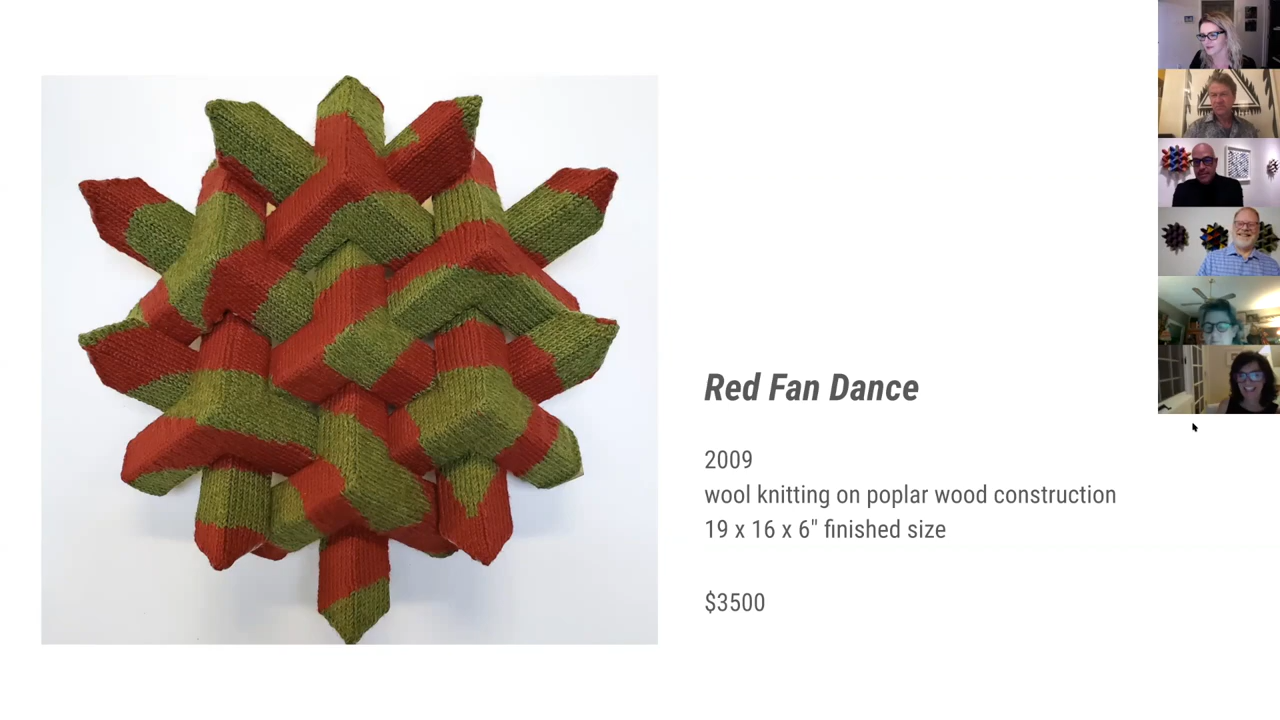 Red Fan Dance
2009
wool knitting on poplar wood construction
19 x 16 x 6" finished size
$3500